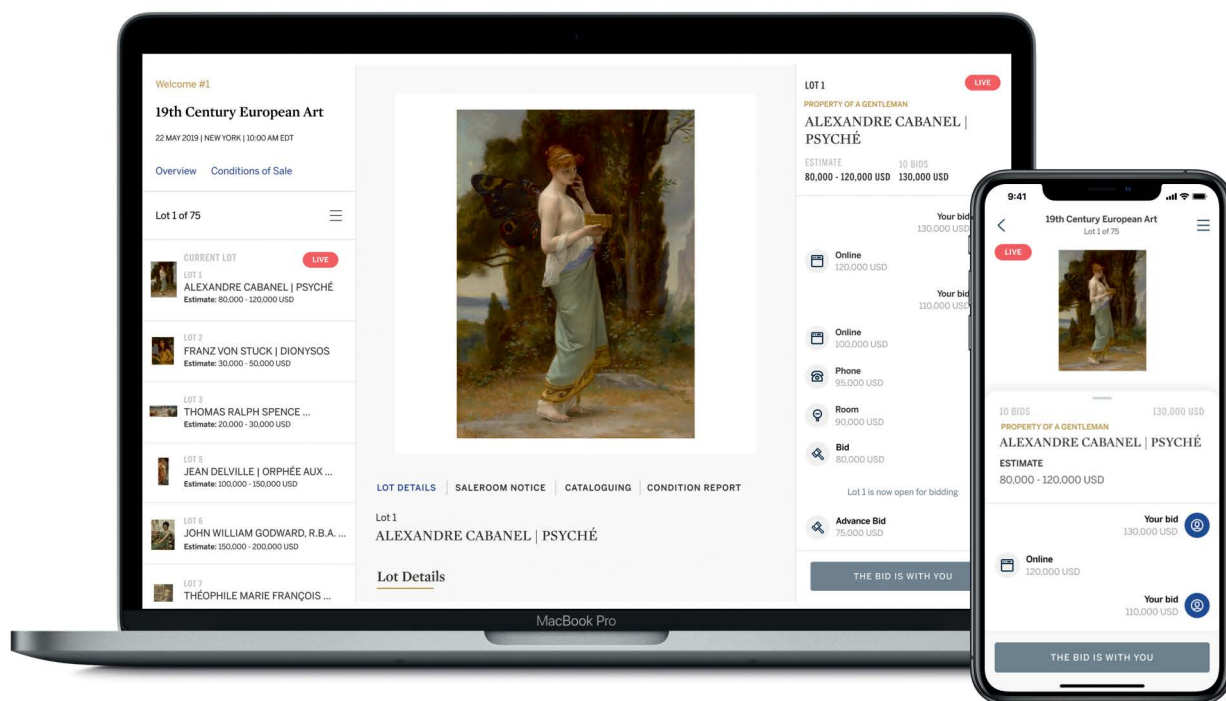 Welcome #1
19th Century European Art
22 MAY 2019 | NEW YORK | 10:00 AM EDT
Overview Conditions of Sale
Lot 1 of 75
CURRENT LOT
LIVE
LOT 1
ALEXANDRE CABANEL | PSYCHÉ
Estimate: 80,000 - 120,000 USD
LOT 2
FRANZ VON STUCK | DIONYSOS
Estimate: 30,000 - 50,000 USD
LOT 3
THOMAS RALPH SPENCE ...
Estimate: 20,000 - 30,000 USD
LOT 5
JEAN DELVILLE | ORPHÉE AUX ...
Estimate: 100,000 - 150,000 USD
LOT 6
JOHN WILLIAM GODWARD, R.B.A. ...
Estimate: 150,000 - 200,000 USD
LOT 7
THÉOPHILE MARIE FRANÇOIS ...
LOT DETAILS | SALEROOM NOTICE | CATALOGUING | CONDITION REPORT
Lot 1
ALEXANDRE CABANEL | PSYCHÉ
Lot Details
LOT 1
LIVE
PROPERTY OF A GENTLEMAN
ALEXANDRE CABANEL |
PSYCHÉ
ESTIMATE 10 BIDS
80,000 - 120,000 USD 130,000 USD
Your bid
130,000 USD
Online
120,000 USD
Your bid
110,000 USD
Online
100,000 USD
Phone
95,000 USD
Room
90,000 USD
Bid
80,000 USD
Lot 1 is now open for bidding
Advance Bid
75,000 USD
THE BID IS WITH YOU
MacBook Pro
9:41
19th Century European Art
Lot 1 of 75
LIVE
10 BIDS 130,000 USD
PROPERTY OF A GENTLEMAN
ALEXANDRE CABANEL | PSYCHÉ
ESTIMATE
80,000 - 120,000 USD
Your bid
130,000 USD
Online
120,000 USD
Your bid
110,000 USD
THE BID IS WITH YOU